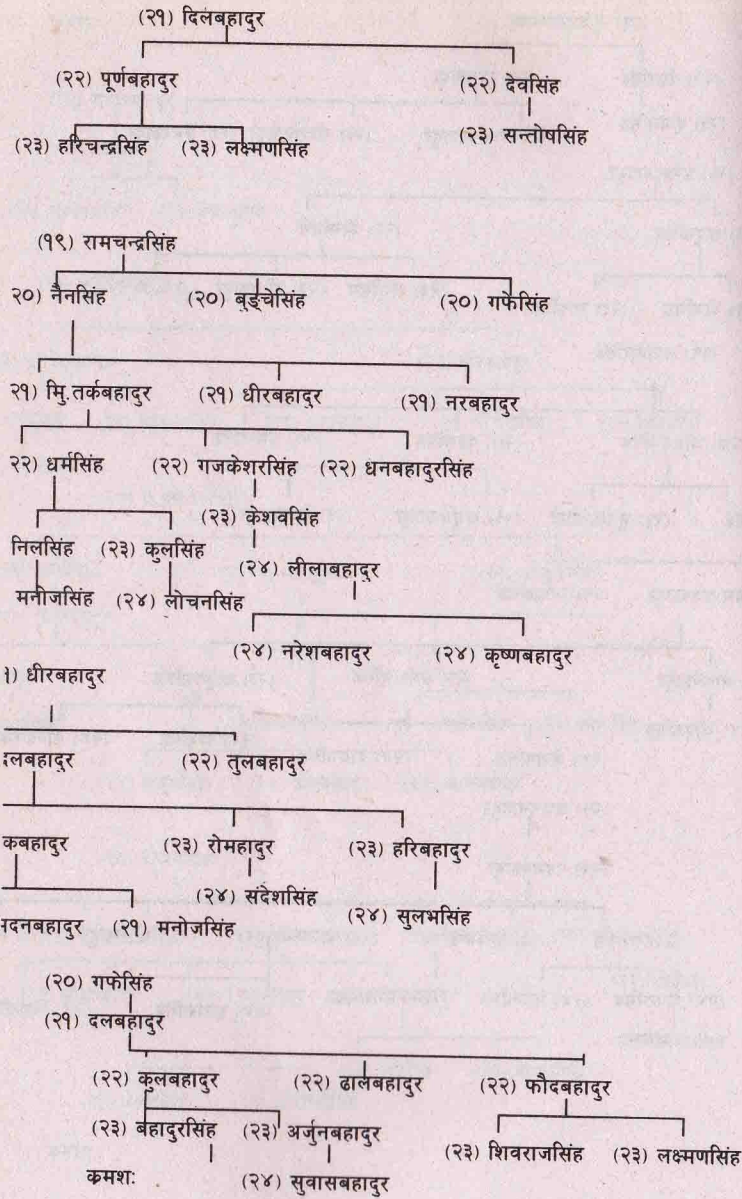 (२१) दिलबहादुर
(२२) पूर्णबहादुर (२२) देवसिंह
(२३) हरिचन्द्रसिंह (२३) लक्ष्मणसिंह (२३) सन्तोषसिंह
(१९) रामचन्द्रसिंह
२०) नैनसिंह (२०) बुङ्चेसिंह (२०) गफेसिंह
२१) मि.तर्कबहादुर (२१) धीरबहादुर (२१) नरबहादुर
२२) धर्मसिंह (२२) गजकेशरसिंह (२२) धनबहादुरसिंह
(२३) केशवसिंह
निलसिंह (२३) कुलसिंह
(२४) लीलाबहादुर
मनोजसिंह (२४) लोचनसिंह
(२४) नरेशबहादुर (२४) कृष्णबहादुर
१) धीरबहादुर
दलबहादुर (२२) तुलबहादुर
कबहादुर (२३) रोमहादुर (२३) हरिबहादुर
(२४) संदेशसिंह
मदनबहादुर (२१) मनोजसिंह (२४) सुलभसिंह
(२०) गफेसिंह
(२१) दलबहादुर
(२२) कुलबहादुर (२२) ढालबहादुर (२२) फौदबहादुर
(२३) बहादुरसिंह (२३) अर्जुनबहादुर
(२३) शिवराजसिंह (२३) लक्ष्मणसिंह
कमशः (२४) सुवासबहादुर